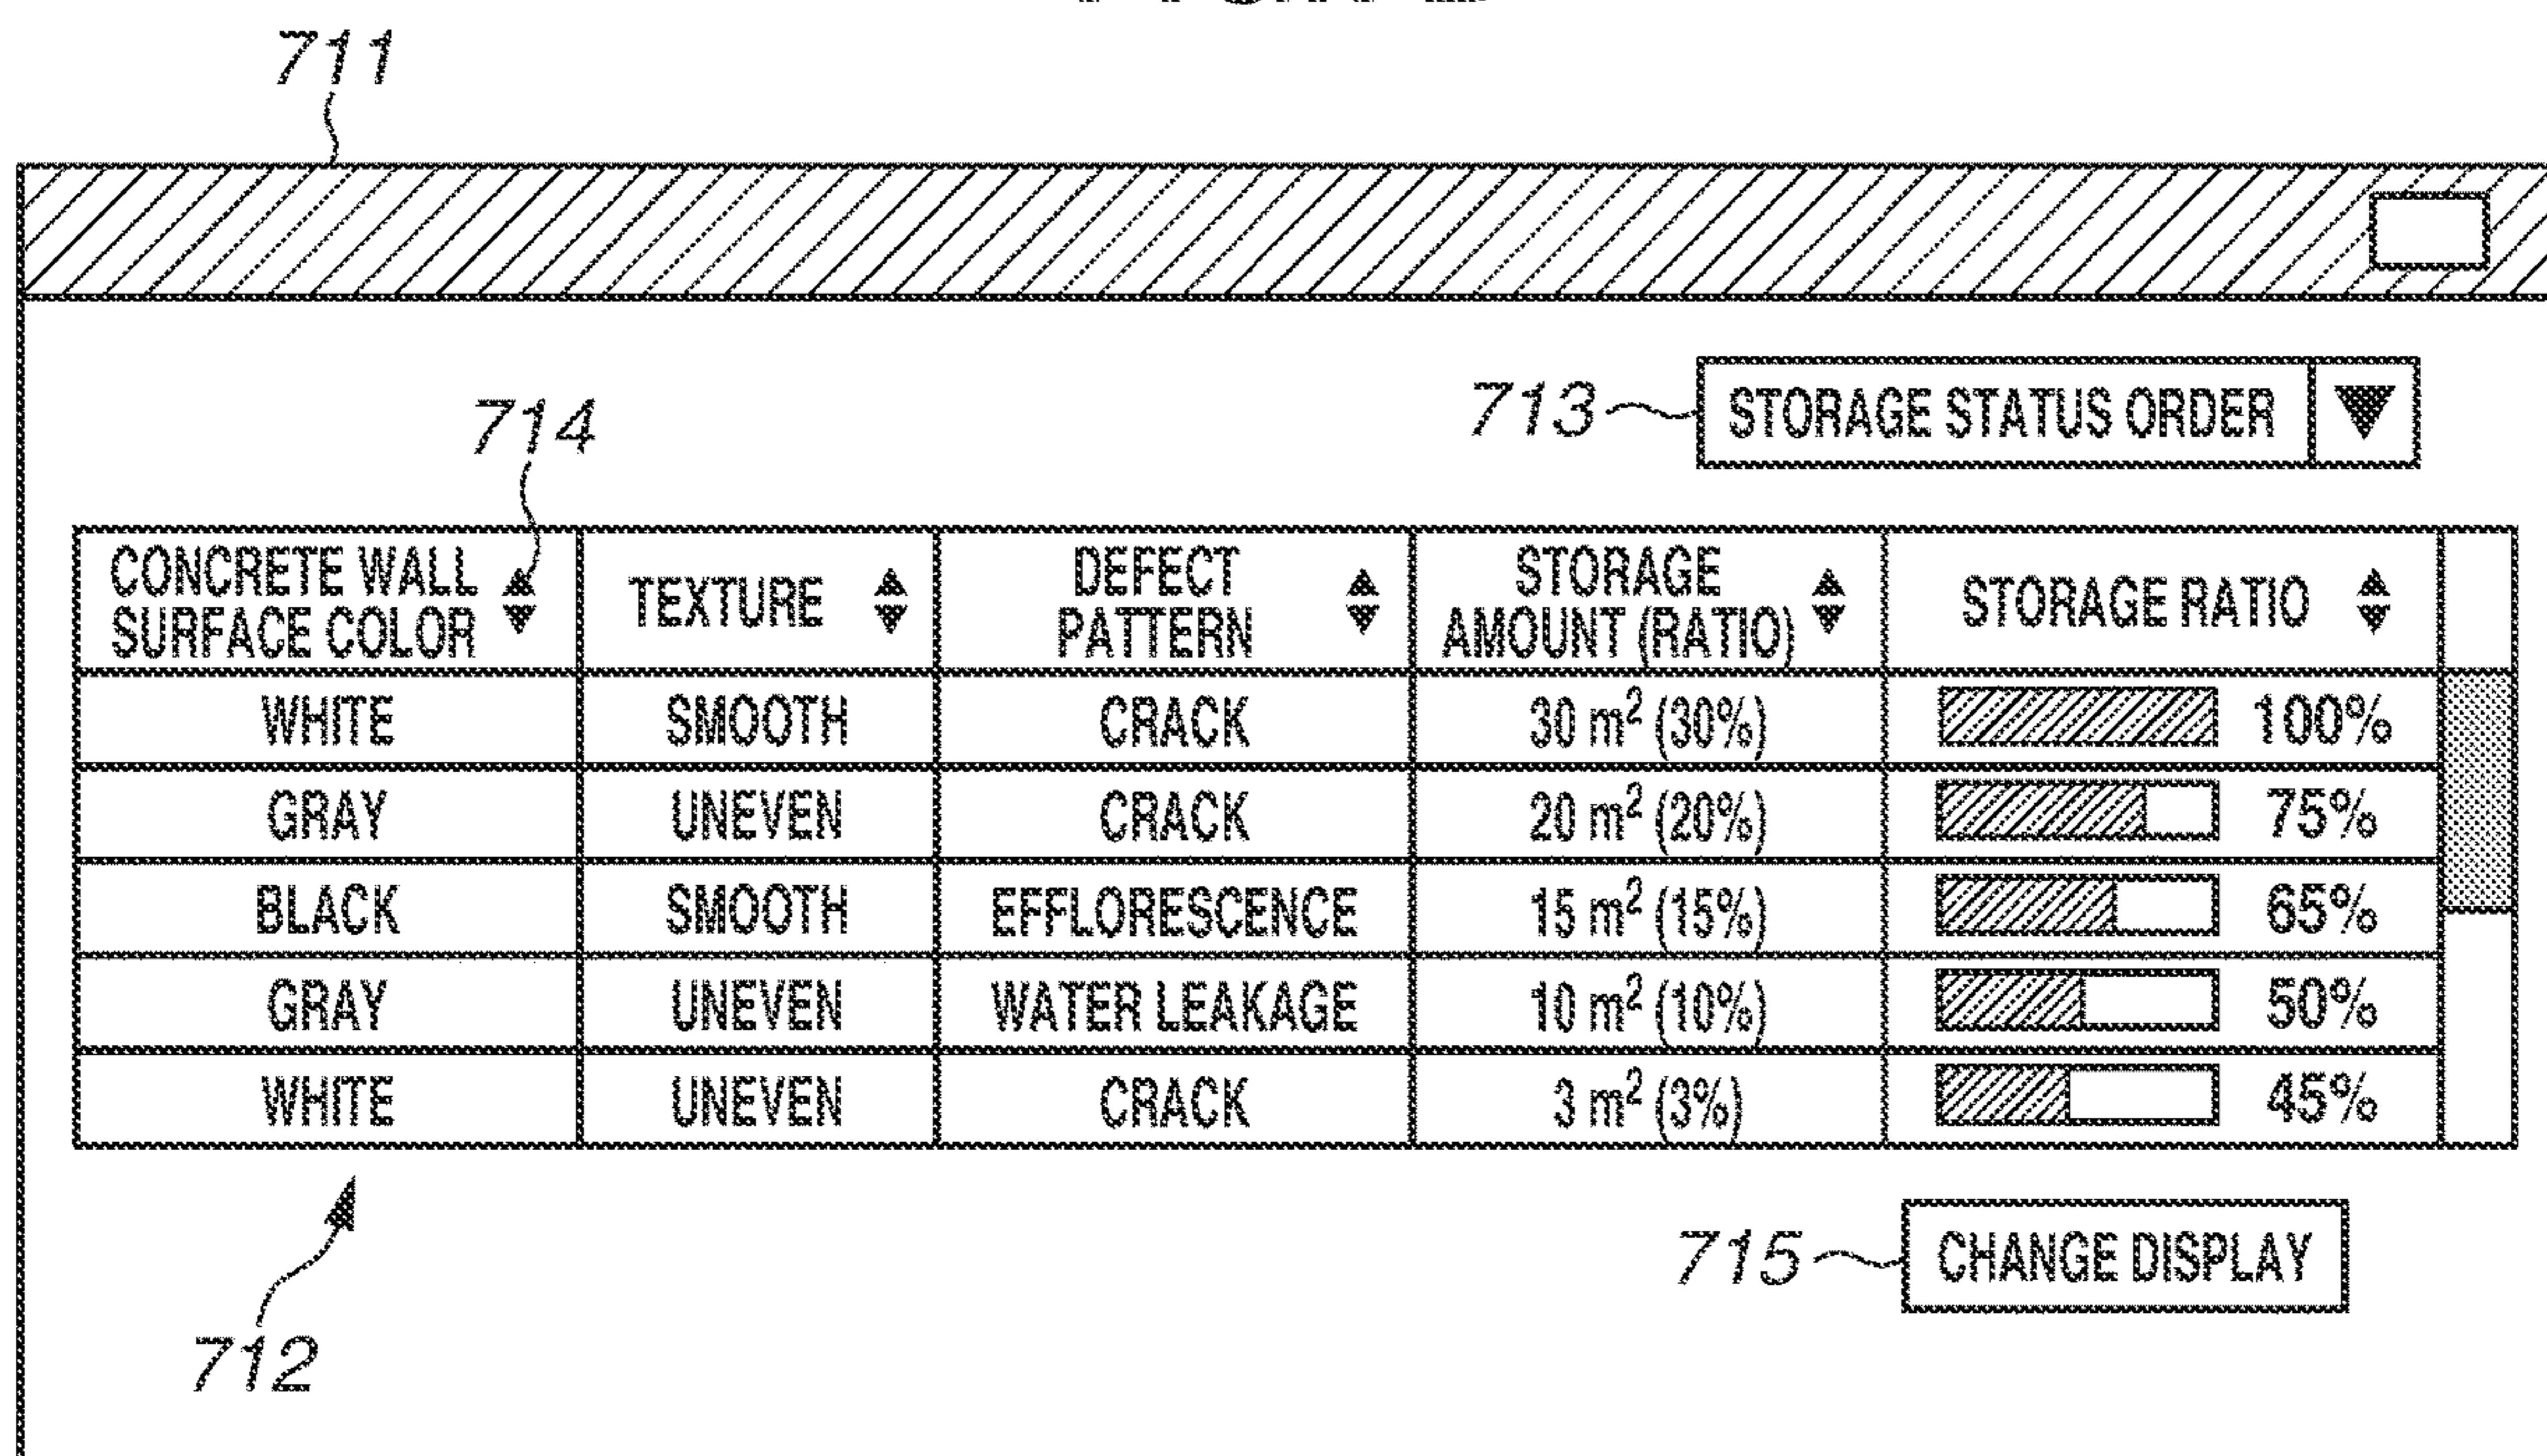 711
713
STORAGE STATUS ORDER
714
CONCRETE WALL
SURFACE COLOR
TEXTURE
DEFECT
PATTERN
STORAGE
AMOUNT (RATIO)
STORAGE RATIO
WHITE SMOOTH CRACK 30 m² (30%) 100%
GRAY UNEVEN CRACK 20 m² (20%) 75%
BLACK SMOOTH EFFLORESCENCE 15 m² (15%) 65%
GRAY UNEVEN WATER LEAKAGE 10 m² (10%) 50%
WHITE UNEVEN CRACK 3 m² (3%) 45%
715
CHANGE DISPLAY
712